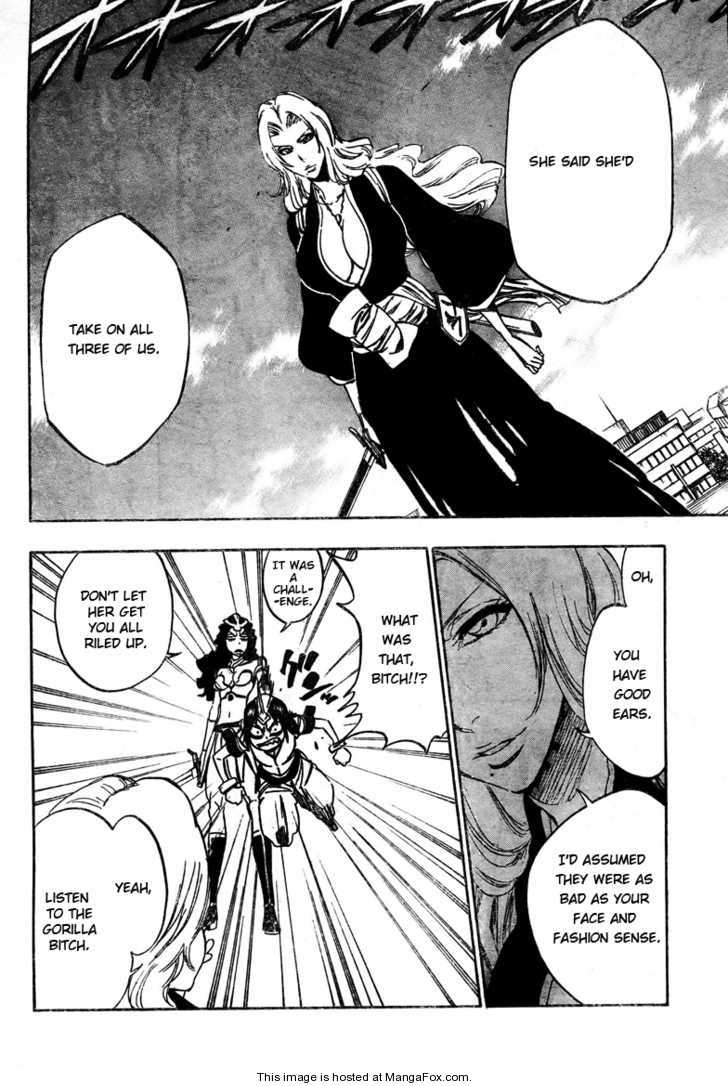 SHE SAID SHE'D
TAKE ON ALL
THREE OF US.
OH,
YOU
HAVE
GOOD
EARS.
I'D ASSUMED
THEY WERE AS
BAD AS YOUR
FACE AND
FASHION SENSE.
WHAT
WAS
THAT,
BITCH!!?
IT WAS
A
CHALL-
-ENGE.
DON'T LET
HER GET
YOU ALL
RILED UP.
YEAH,
LISTEN
TO THE
GORILLA
BITCH.
This image is hosted at MangaFox.com.